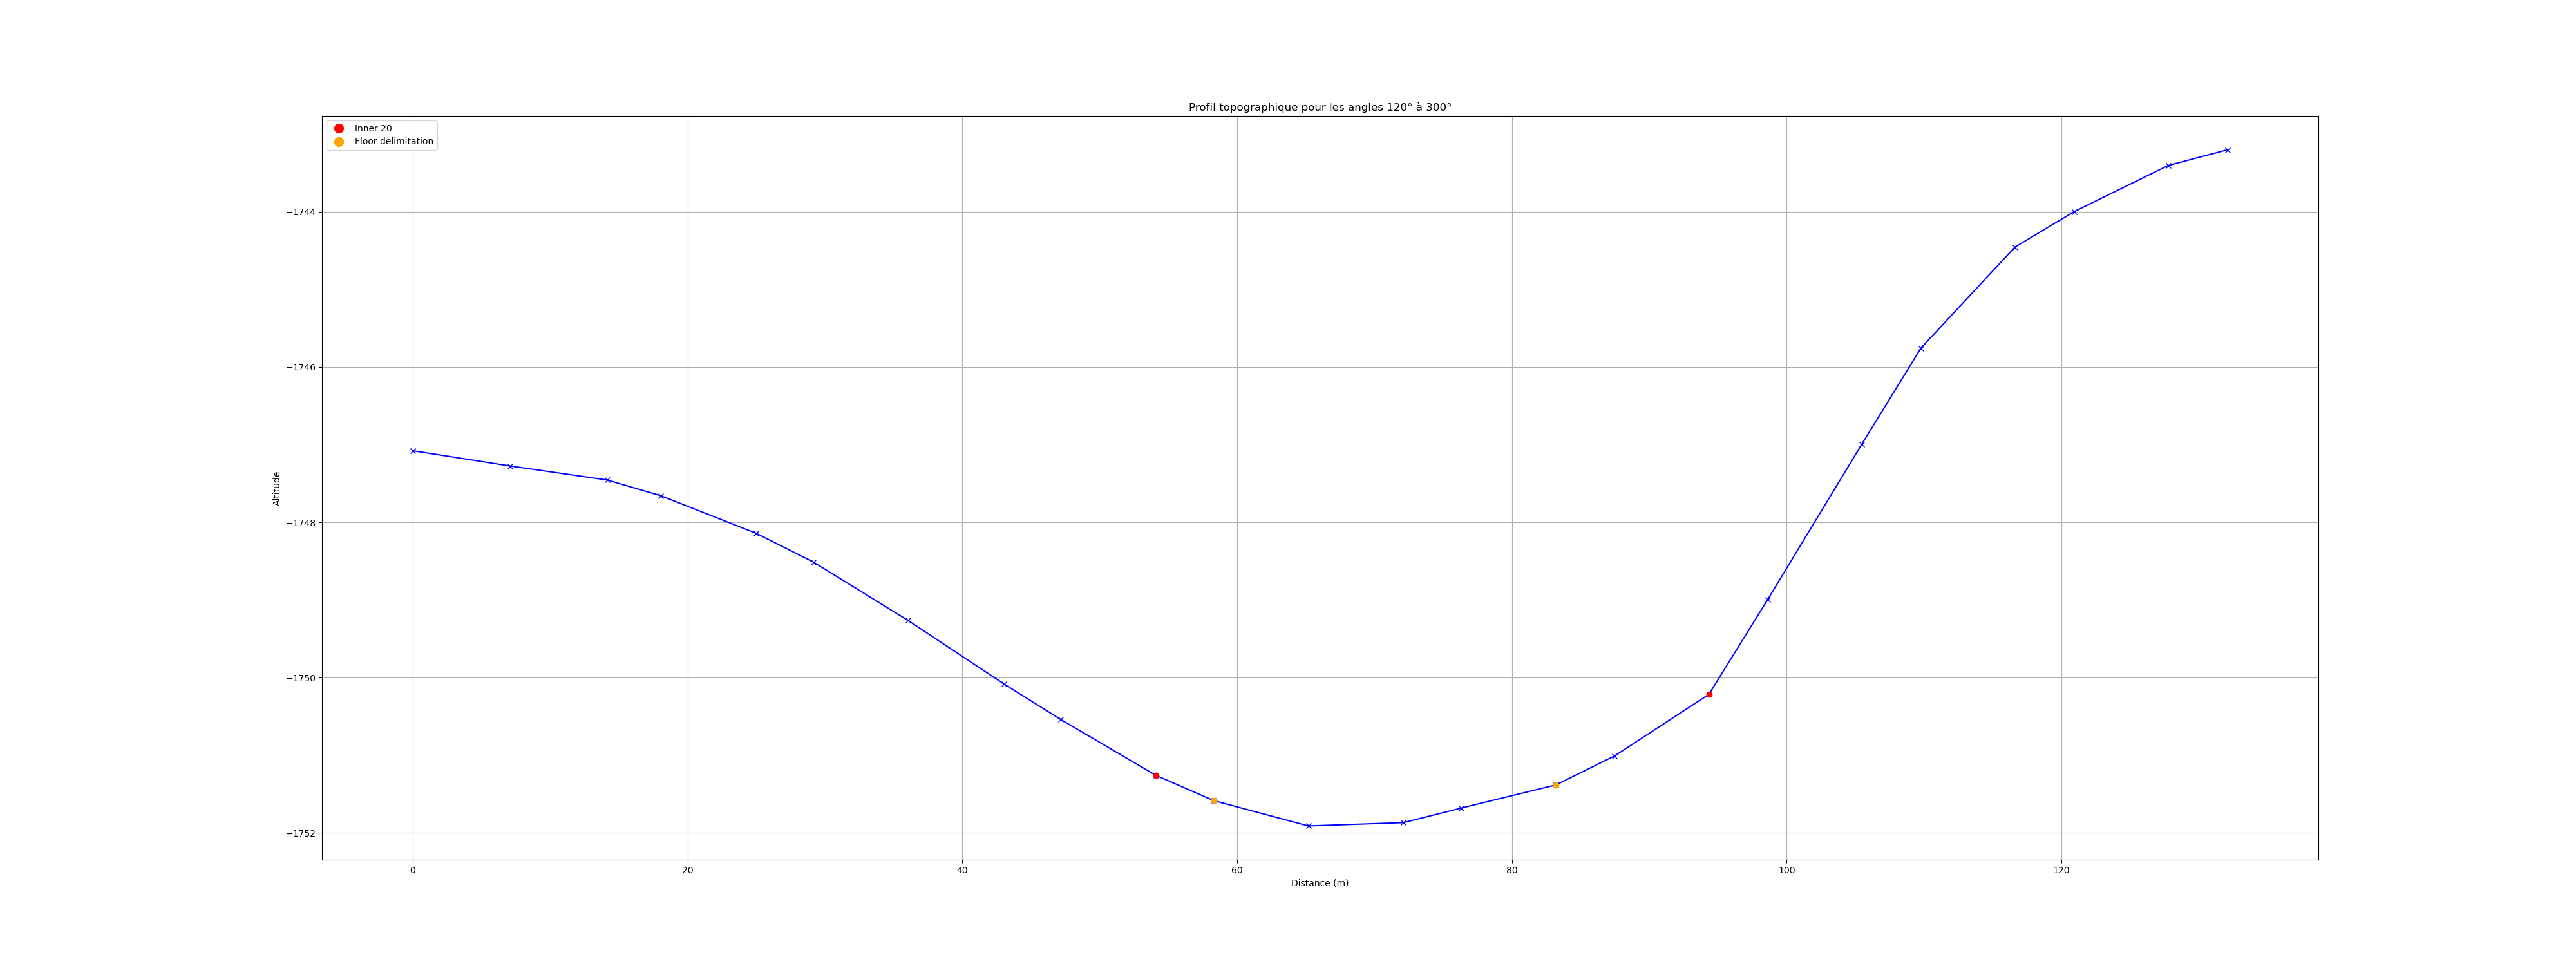 Profil topographique pour les angles 120° à 300°
Inner 20
Floor delimitation
−1744
−1746
−1748
−1750
−1752
Altitude
0 20 40 60 80 100 120
Distance (m)